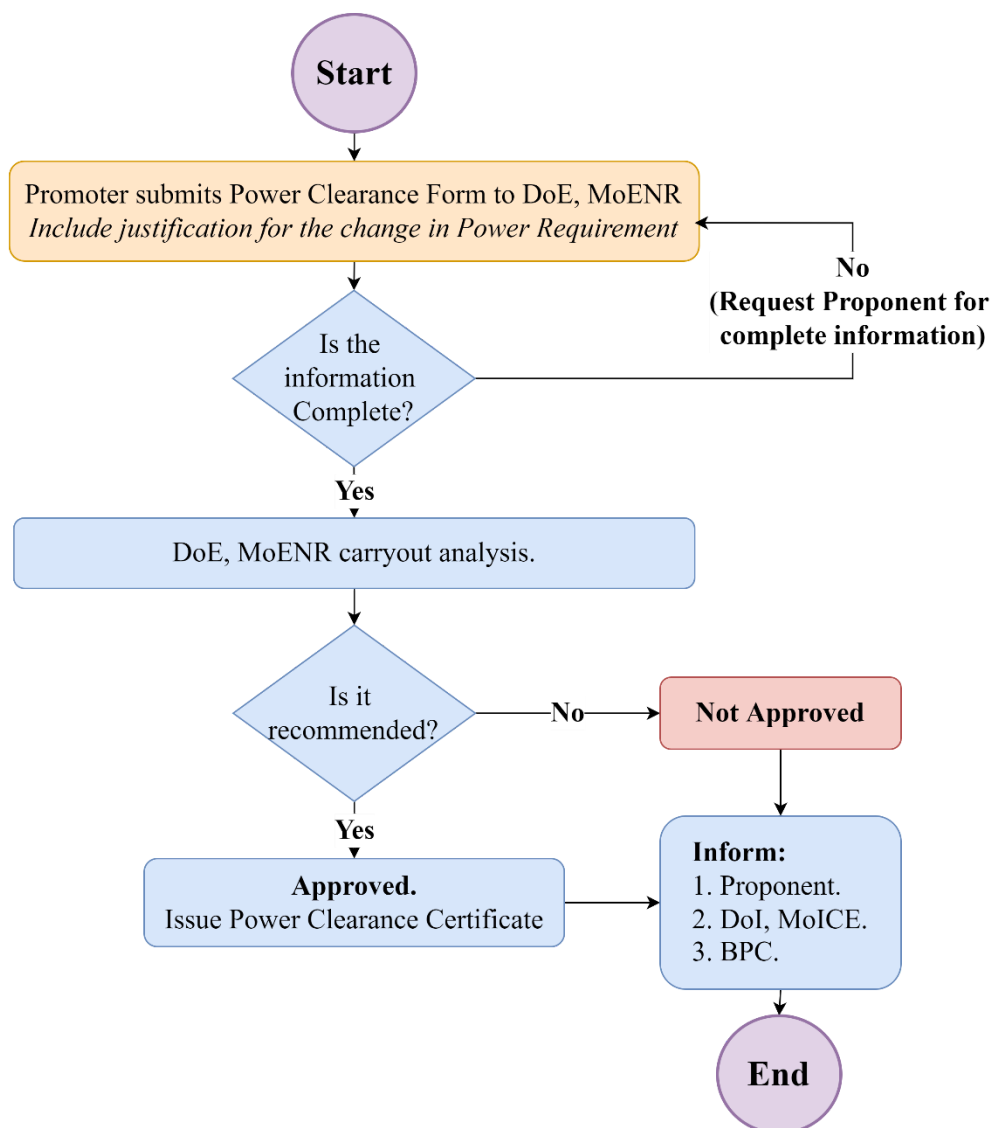 Start
Promoter submits Power Clearance Form to DoE, MoENR
Include justification for the change in Power Requirement
No
(Request Proponent for
complete information)
Is the
information
Complete?
Yes
DoE, MoENR carryout analysis.
Is it
recommended?
No
Not Approved
Yes
Approved.
Issue Power Clearance Certificate
Inform:
1. Proponent.
2. DoI, MoICE.
3. BPC.
End